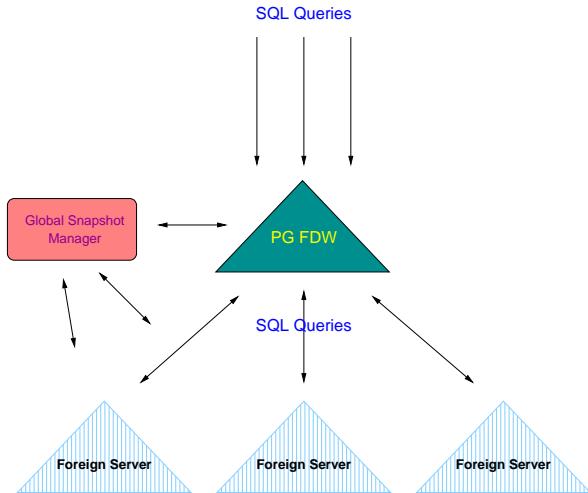 SQL Queries
Global Snapshot
Manager
PG FDW
SQL Queries
Foreign Server
Foreign Server
Foreign Server